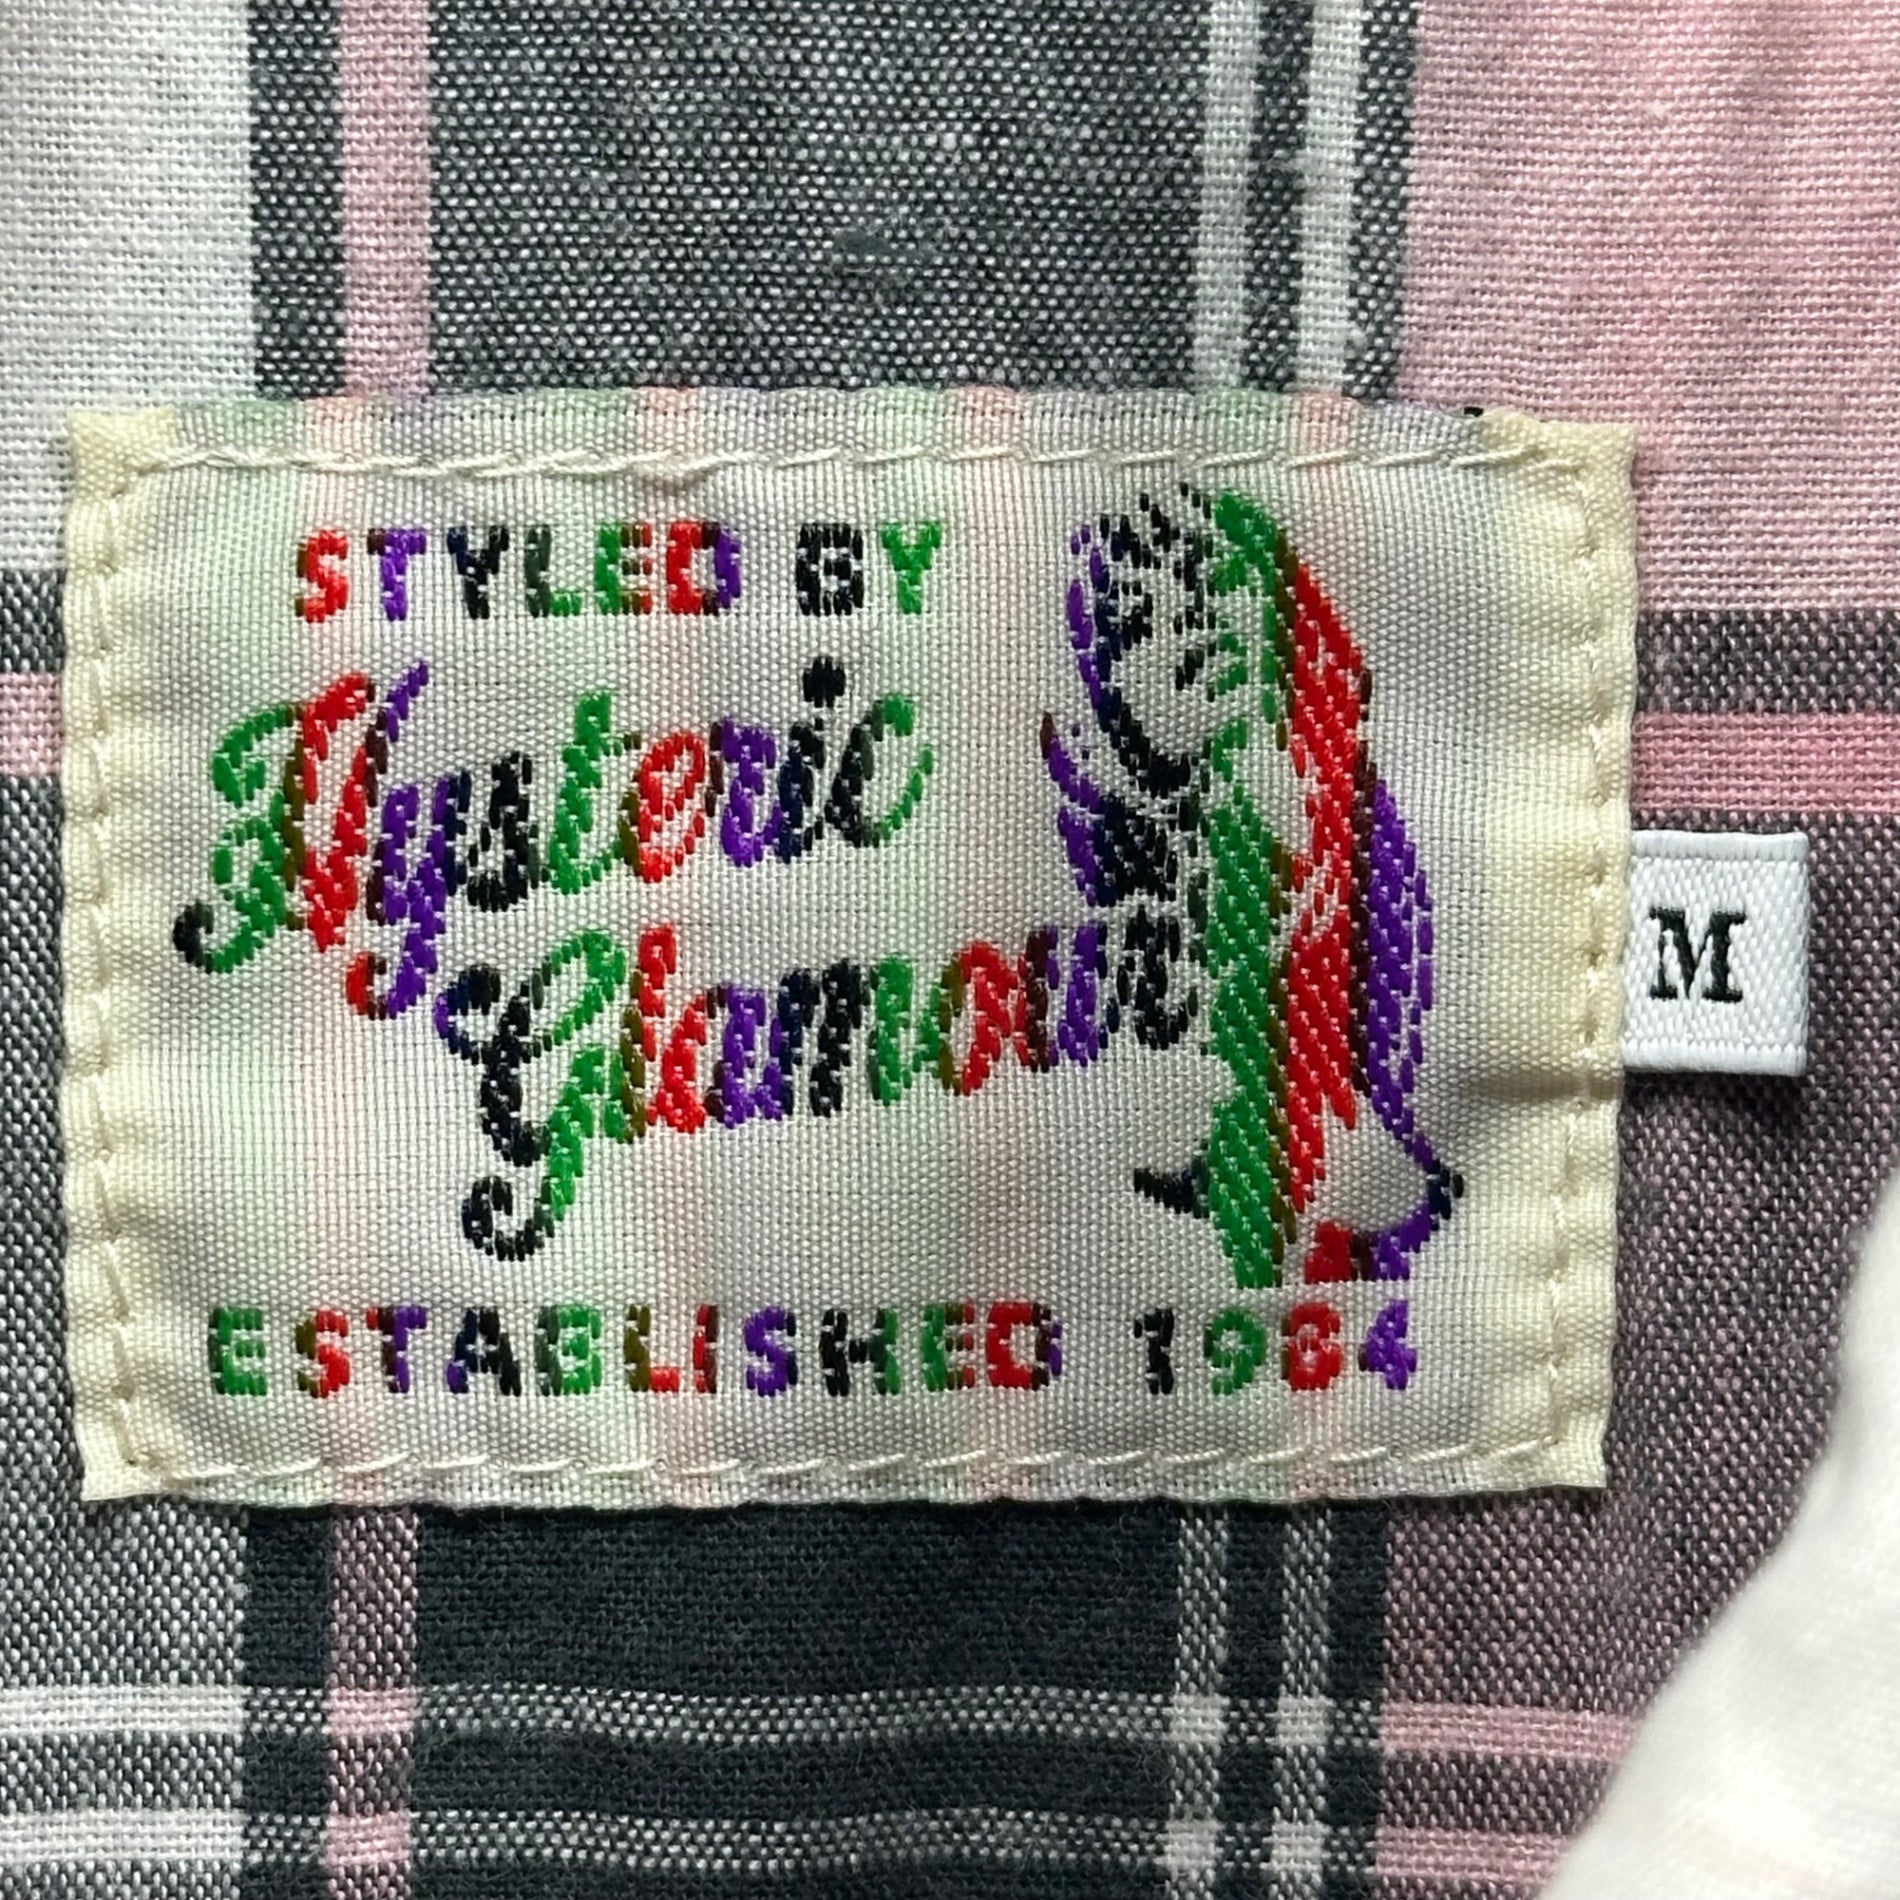 STYLED BY
Hysteric
Glamour
ESTABLISHED 1984
M